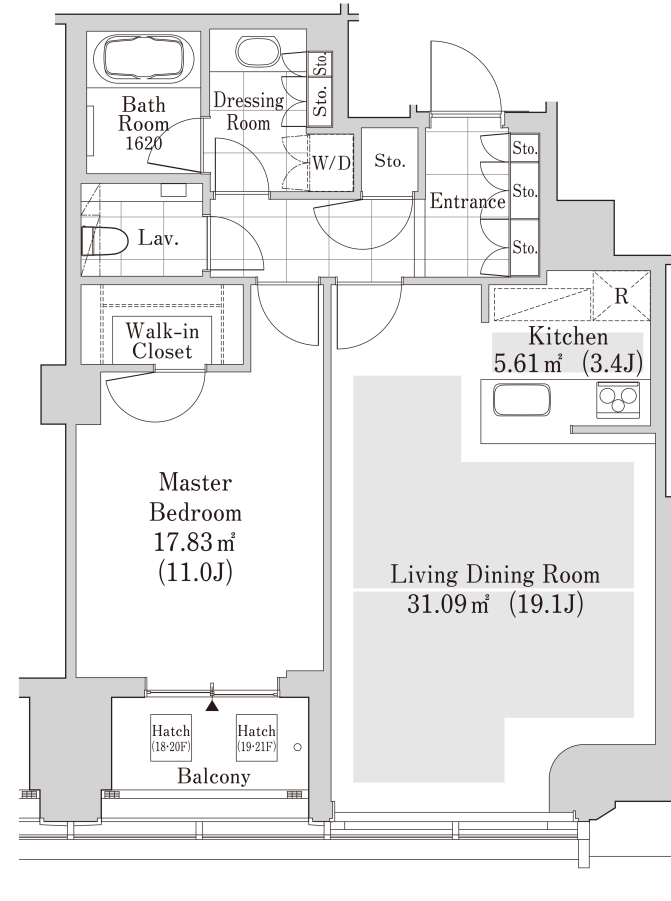 Bath
Room
1620
Dressing
Room
Sto.
Sto.
W/D
Sto.
Entrance
Sto.
Sto.
Sto.
Lav.
Walk-in
Closet
R
Kitchen
5.61㎡ (3.4J)
Master
Bedroom
17.83㎡
(11.0J)
Living Dining Room
31.09㎡ (19.1J)
Hatch
(18･20F)
Hatch
(19･21F)
Balcony